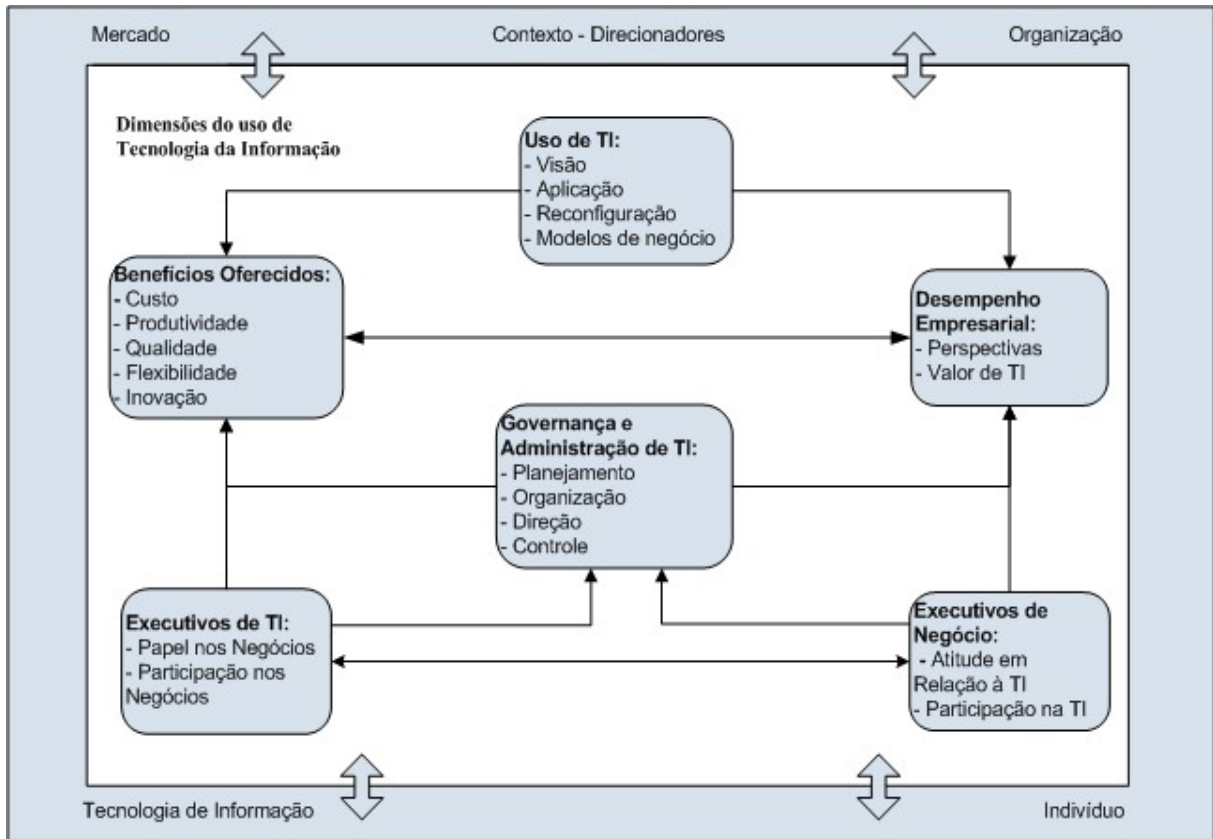 Mercado
Contexto - Direcionadores
Organização
Dimensões do uso de
Tecnologia da Informação
Uso de TI:
- Visão
- Aplicação
- Reconfiguração
- Modelos de negócio
Benefícios Oferecidos:
- Custo
- Produtividade
- Qualidade
- Flexibilidade
- Inovação
Desempenho
Empresarial:
- Perspectivas
- Valor de TI
Governança e
Administração de TI:
- Planejamento
- Organização
- Direção
- Controle
Executivos de TI:
- Papel nos Negócios
- Participação nos
Negócios
Executivos de
Negócio:
- Atitude em
Relação à TI
- Participação na TI
Tecnologia de Informação
Indivíduo